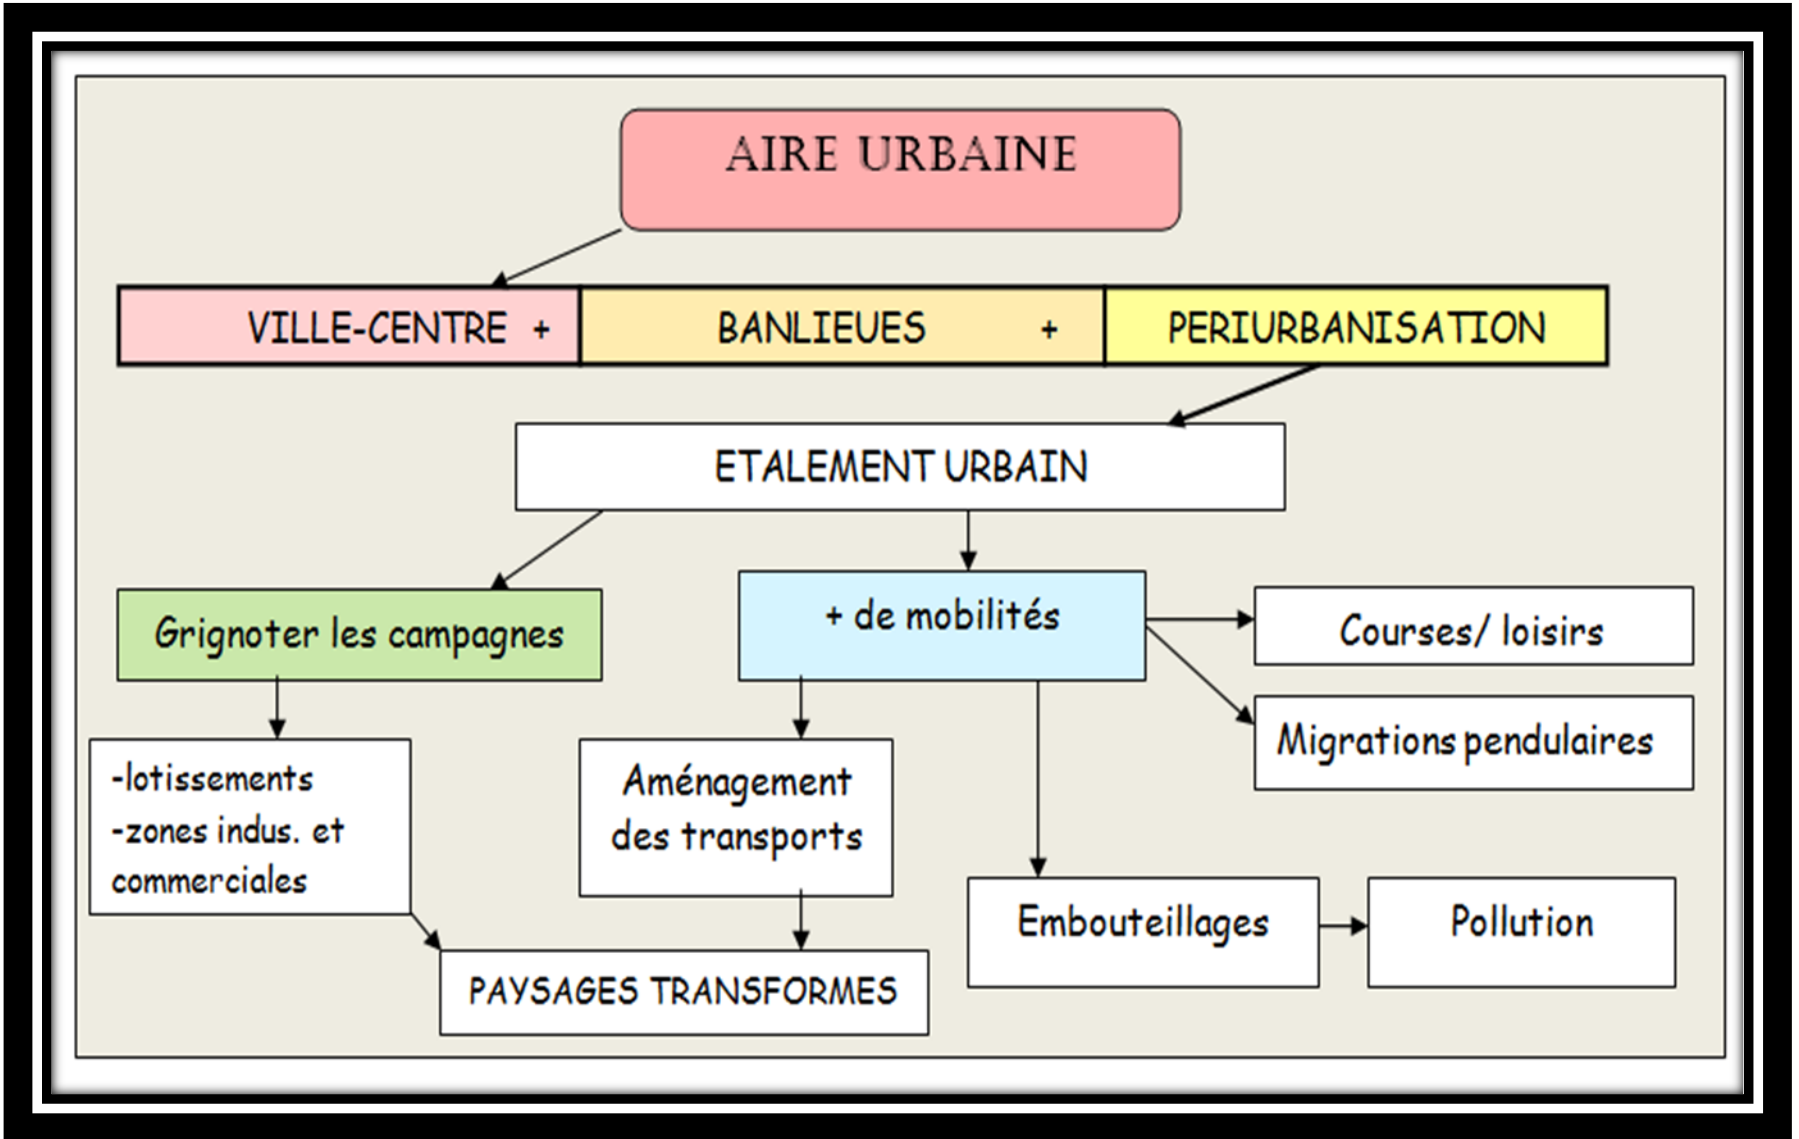 AIRE URBAINE
VILLE-CENTRE +
BANLIEUES +
PERIURBANISATION
ETALEMENT URBAIN
Grignoter les campagnes
+ de mobilités
Courses/ loisirs
Migrations pendulaires
-lotissements
-zones indus. et
commerciales
Aménagement
des transports
Embouteillages
Pollution
PAYSAGES TRANSFORMES